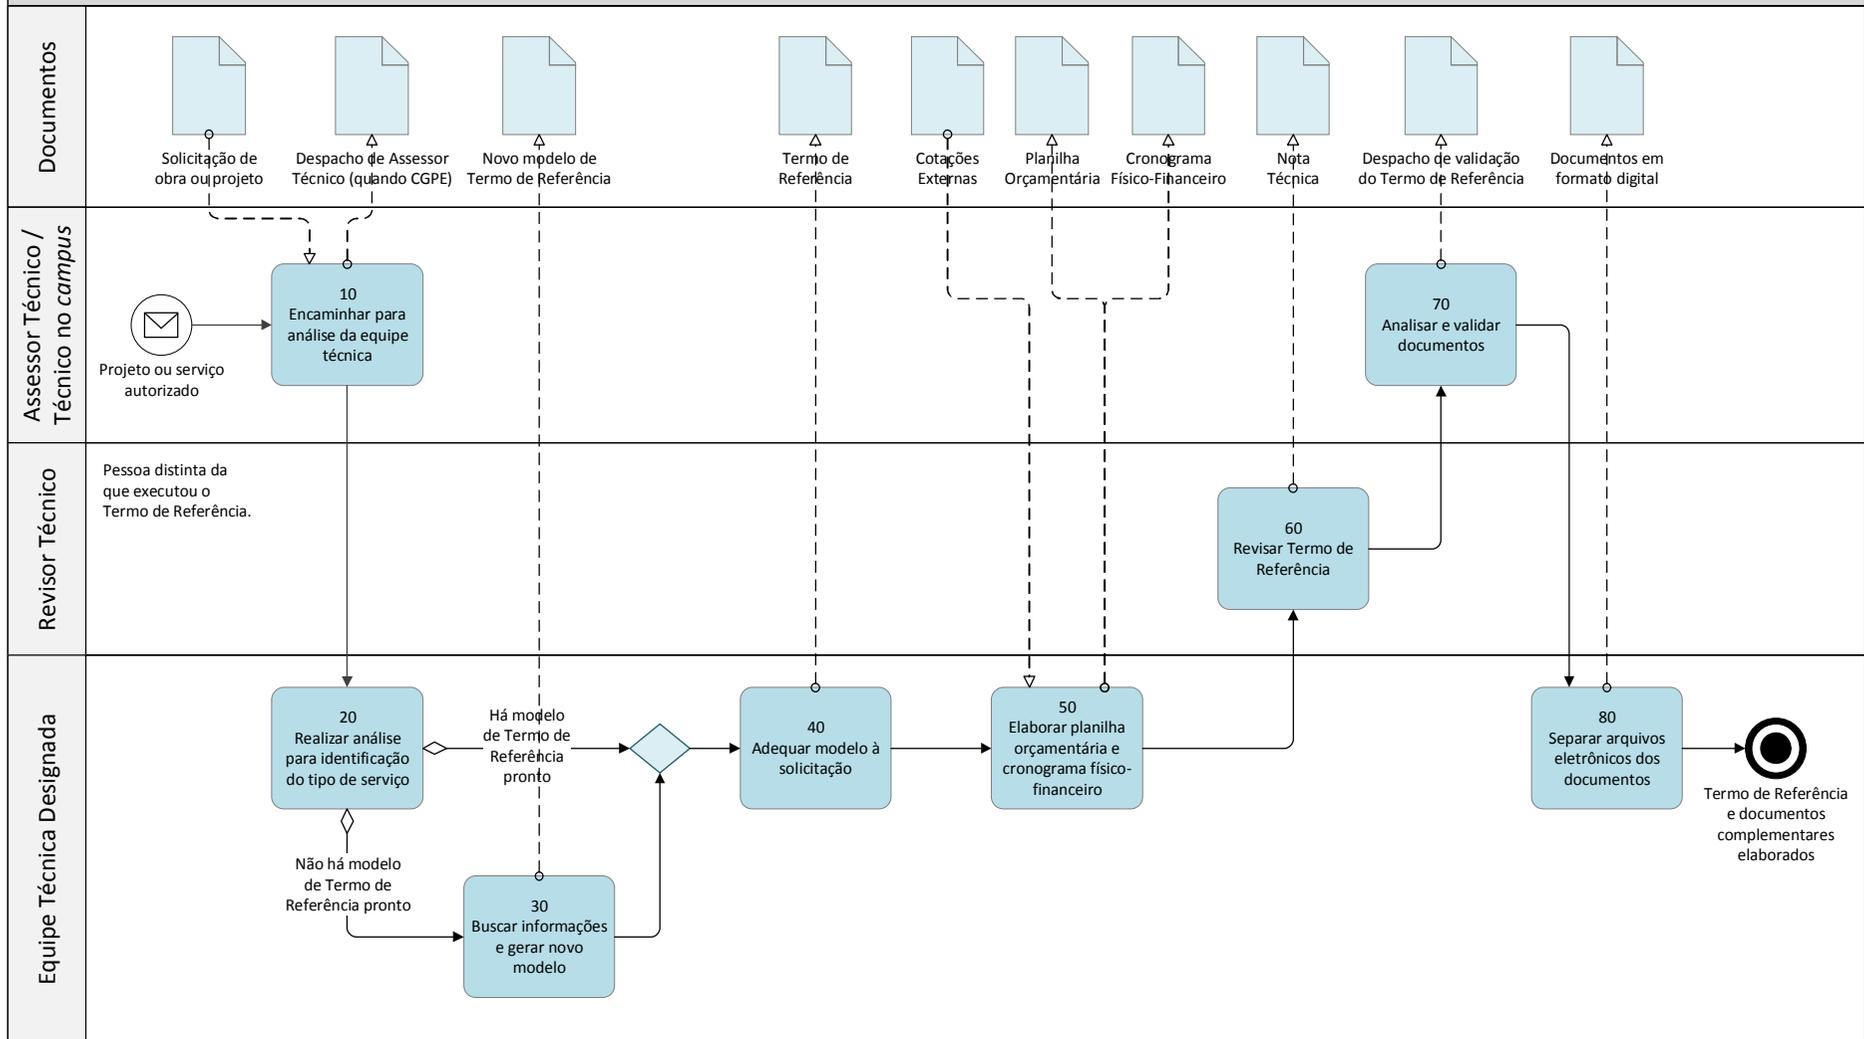 Documentos
Solicitação de
obra ou projeto
Despacho de Assessor
Técnico (quando CGPE)
Novo modelo de
Termo de Referência
Termo de
Referência
Cotações
Externas
Planilha
Orçamentária
Cronograma
Físico-Financeiro
Nota
Técnica
Despacho de validação
do Termo de Referência
Documentos em
formato digital
Assessor Técnico /
Técnico no campus
Projeto ou serviço
autorizado
10
Encaminhar para
análise da equipe
técnica
70
Analisar e validar
documentos
Revisor Técnico
Pessoa distinta da
que executou o
Termo de Referência.
60
Revisar Termo de
Referência
Equipe Técnica Designada
20
Realizar análise
para identificação
do tipo de serviço
Há modelo
de Termo de
Referência
pronto
Não há modelo
de Termo de
Referência pronto
30
Buscar informações
e gerar novo
modelo
40
Adequar modelo à
solicitação
50
Elaborar planilha
orçamentária e
cronograma físico-
financeiro
80
Separar arquivos
eletrônicos dos
documentos
Termo de Referência
e documentos
complementares
elaborados